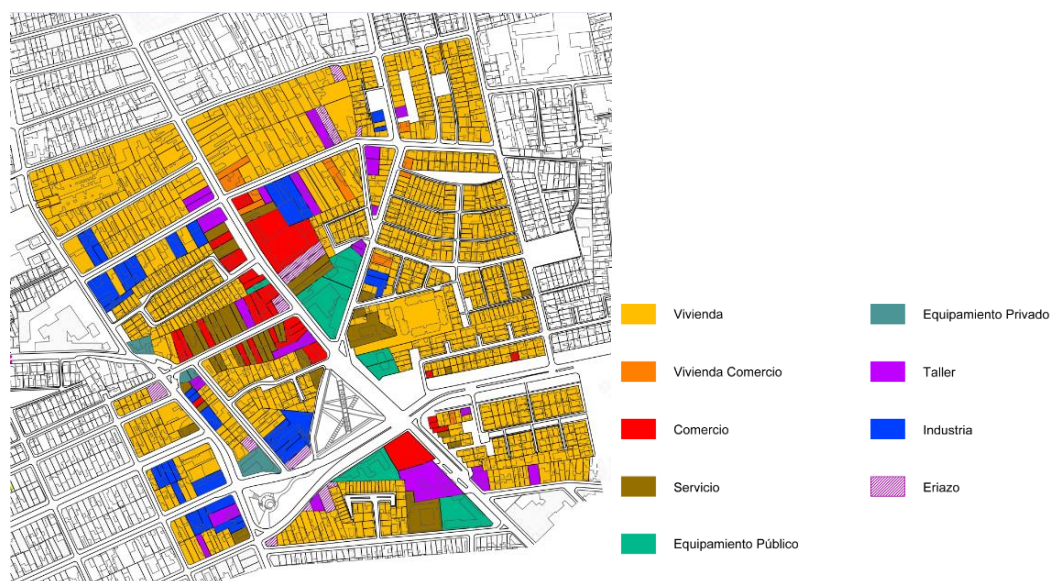 Vivienda
Equipamiento Privado
Vivienda Comercio
Taller
Comercio
Industria
Servicio
Eriazo
Equipamiento Público